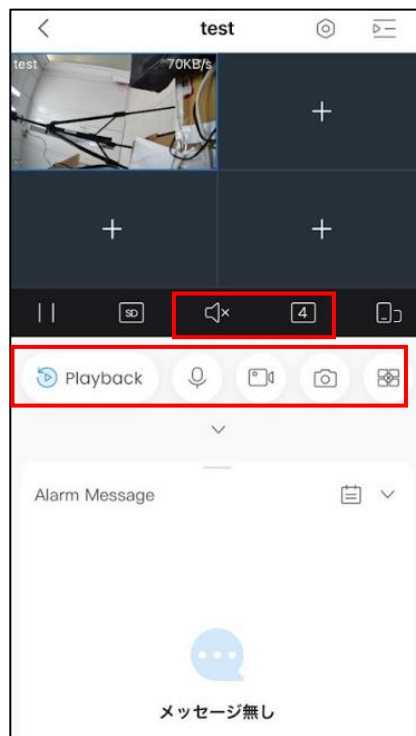 test
test 70KB/s
SD 4
Playback
Alarm Message
メッセージ無し